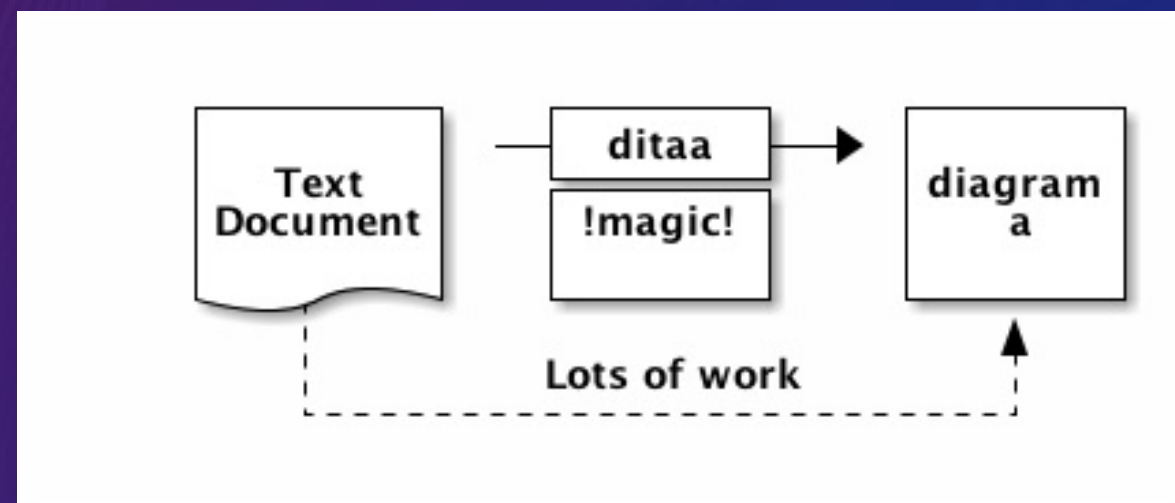 Text
Document
ditaa
!magic!
diagram
a
Lots of work